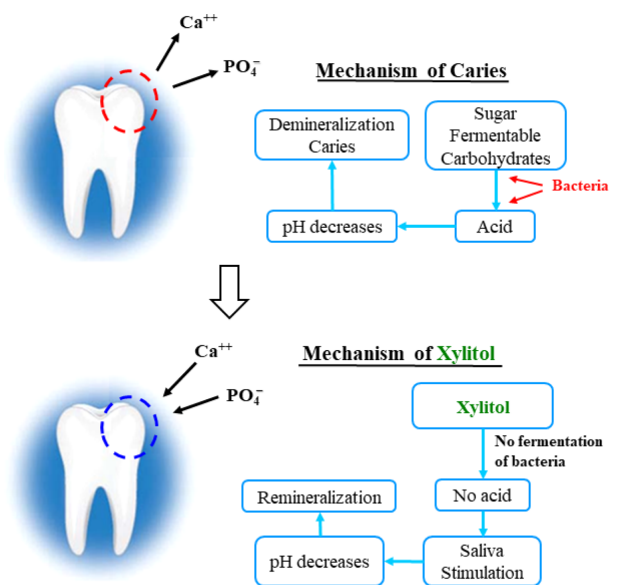 Ca++
PO4−
Mechanism of Caries
Demineralization
Caries
Sugar
Fermentable
Carbohydrates
Bacteria
pH decreases
Acid
Ca++
PO4−
Mechanism of Xylitol
Xylitol
No fermentation
of bacteria
Remineralization
No acid
pH decreases
Saliva
Stimulation